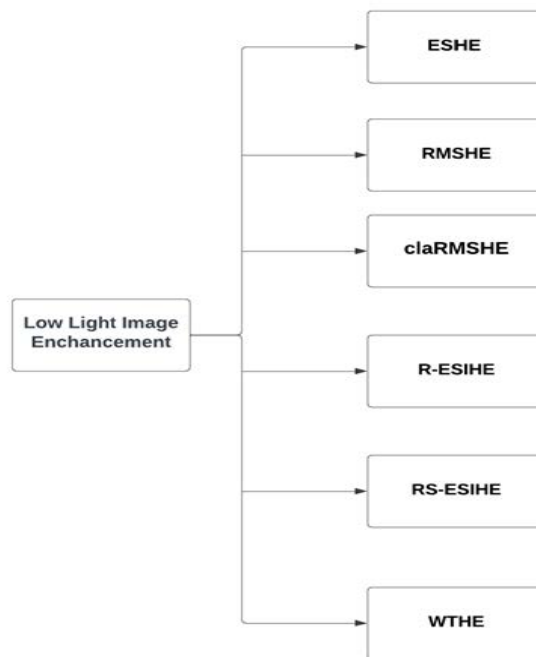 ESHE
RMSHE
claRMSHE
Low Light Image
Enchancement
R-ESIHE
RS-ESIHE
WTHE